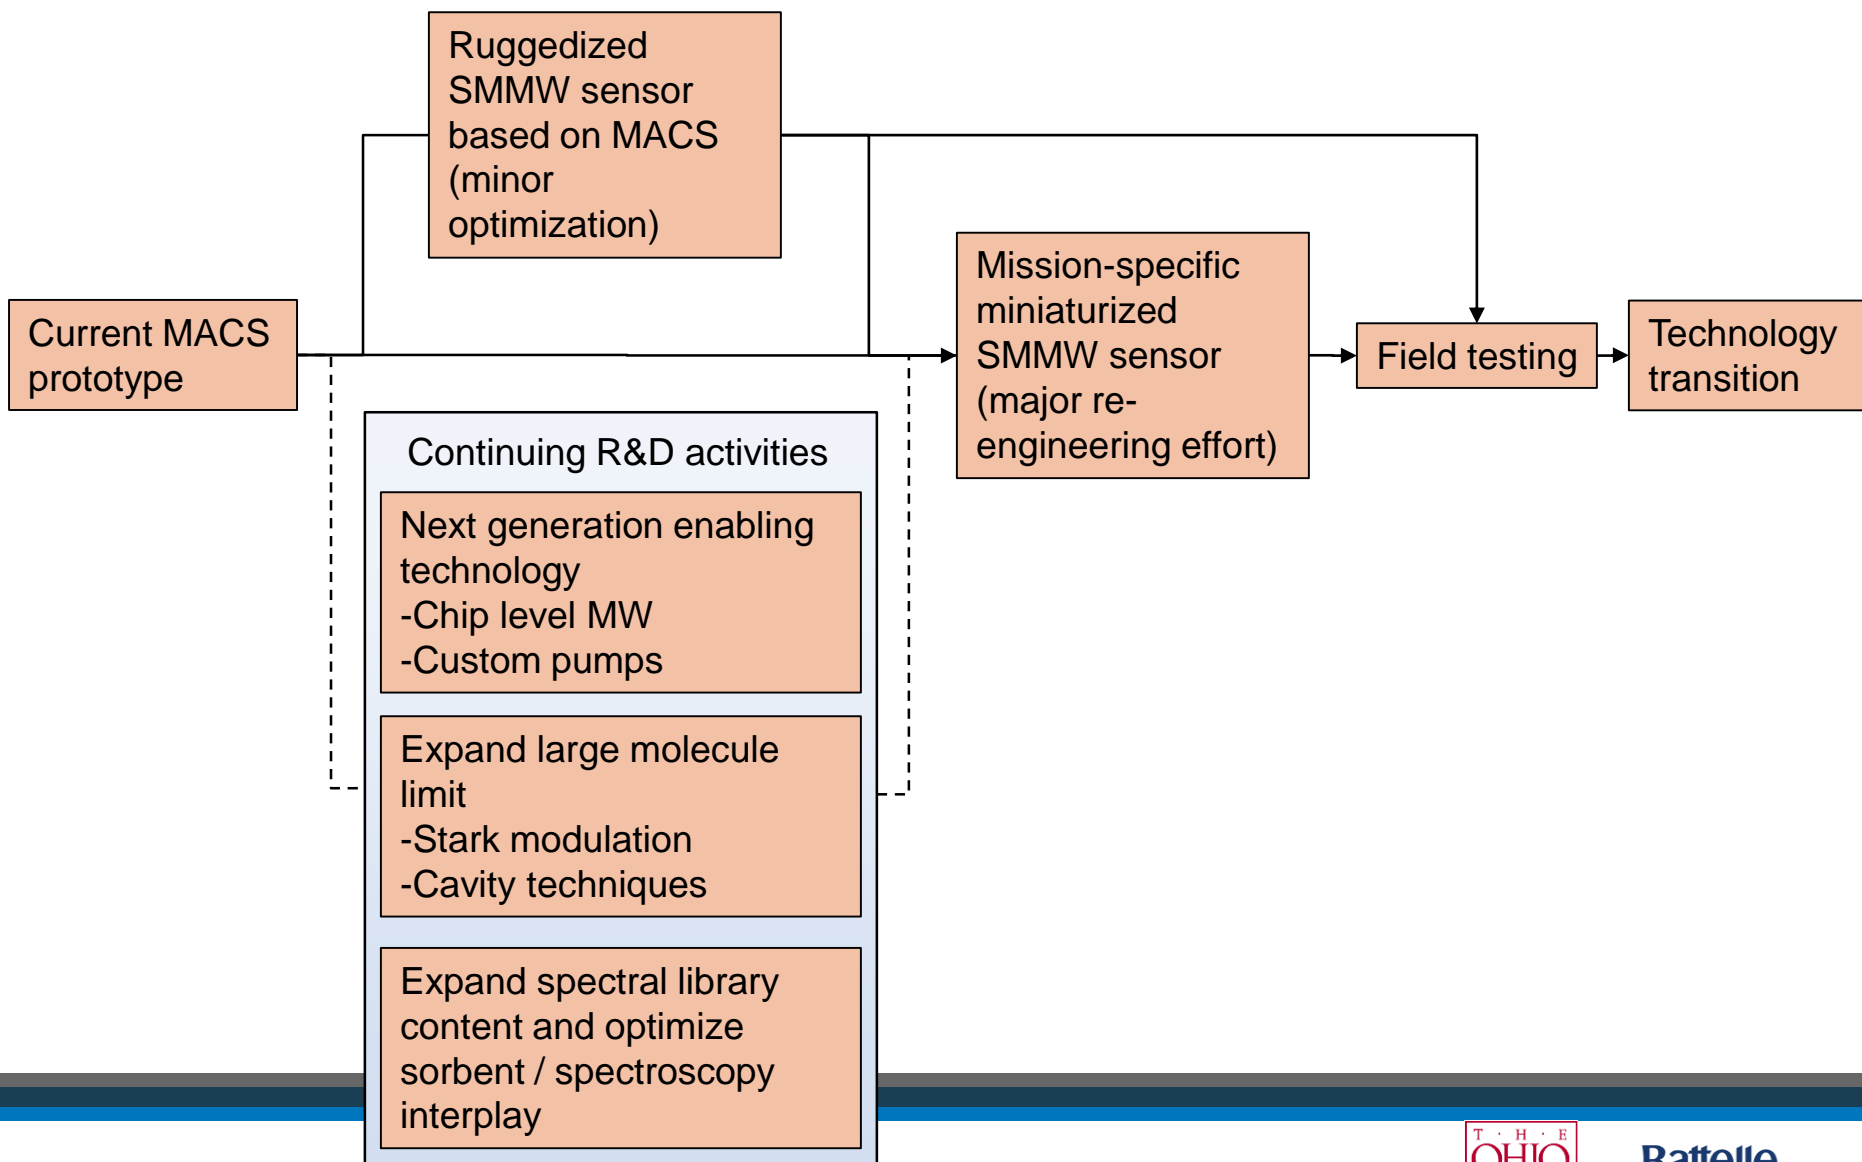 Ruggedized
SMMW sensor
based on MACS
(minor
optimization)
Current MACS
prototype
Mission-specific
miniaturized
SMMW sensor
(major re-
engineering effort)
Field testing
Technology
transition
Continuing R&D activities
Next generation enabling
technology
-Chip level MW
-Custom pumps
Expand large molecule
limit
-Stark modulation
-Cavity techniques
Expand spectral library
content and optimize
sorbent / spectroscopy
interplay
T · H · E
OHIO
Battelle